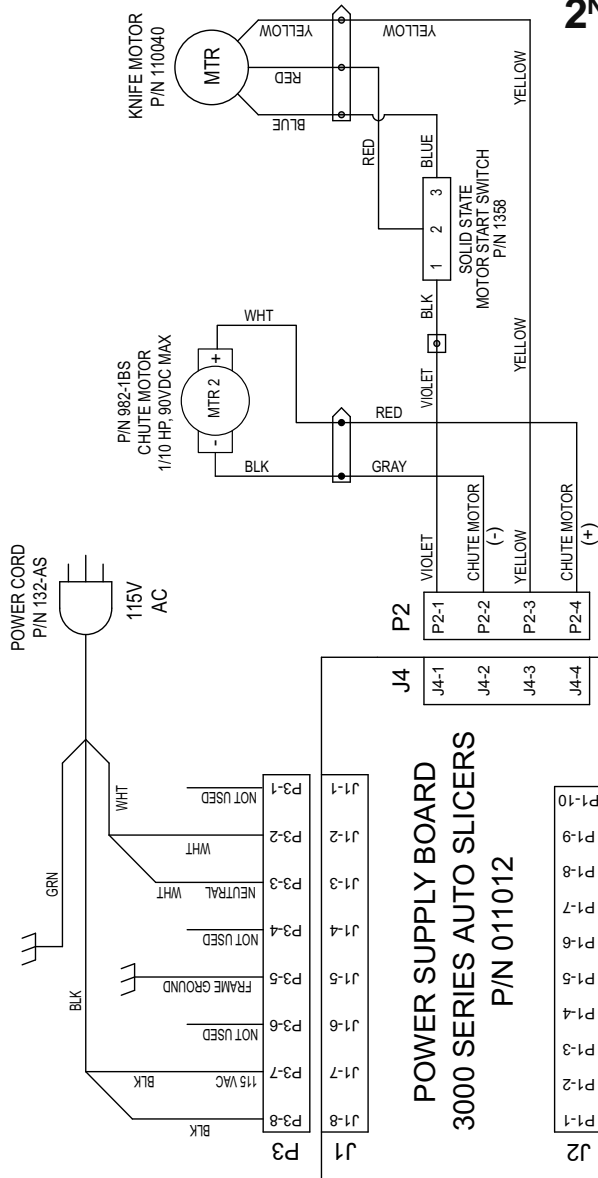 2ᴺ
KNIFE MOTOR
P/N 110040
MTR
YELLOW
RED
BLUE
YELLOW
RED
BLUE
YELLOW
1 2 3
SOLID STATE
MOTOR START SWITCH
P/N 1358
BLK
VIOLET
YELLOW
P/N 982-1BS
CHUTE MOTOR
1/10 HP, 90VDC MAX
- MTR 2 +
WHT
BLK
RED
GRAY
POWER CORD
P/N 132-AS
115V
AC
VIOLET
CHUTE MOTOR
(-)
YELLOW
CHUTE MOTOR
(+)
P2
P2-1
P2-2
P2-3
P2-4
J4
J4-1
J4-2
J4-3
J4-4
GRN
WHT
BLK
NOT USED
WHT
WHT
NEUTRAL
NOT USED
FRAME GROUND
NOT USED
115 VAC
BLK
BLK
P3
P3-1
P3-2
P3-3
P3-4
P3-5
P3-6
P3-7
P3-8
J1
J1-1
J1-2
J1-3
J1-4
J1-5
J1-6
J1-7
J1-8
POWER SUPPLY BOARD
3000 SERIES AUTO SLICERS
P/N 011012
J2
P1-10
P1-9
P1-8
P1-7
P1-6
P1-5
P1-4
P1-3
P1-2
P1-1